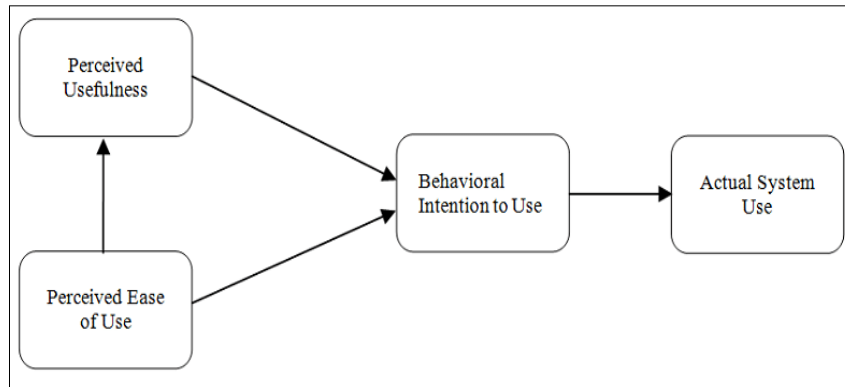 Perceived
Usefulness
Behavioral
Intention to Use
Actual System
Use
Perceived Ease
of Use